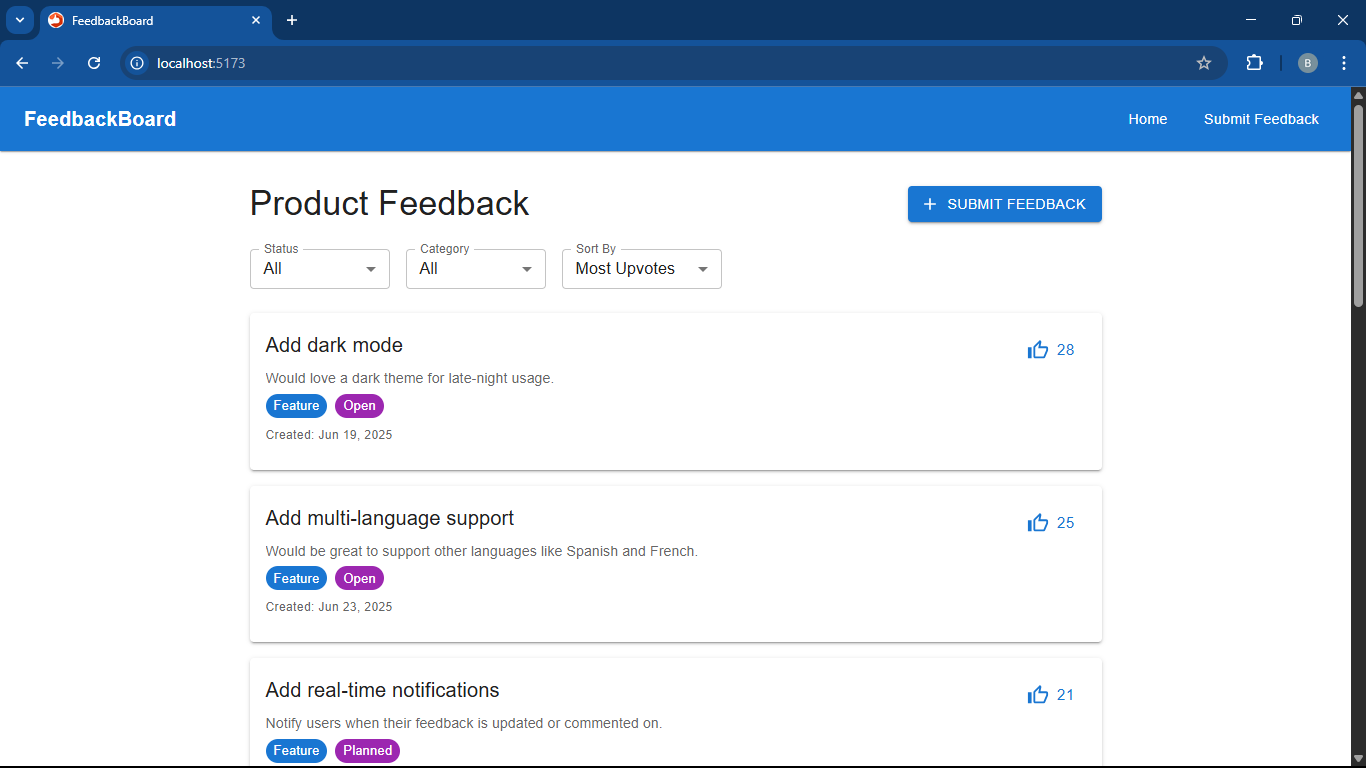 FeedbackBoard
localhost:5173
B
FeedbackBoard
Home
Submit Feedback
Product Feedback
SUBMIT FEEDBACK
Status
All
Category
All
Sort By
Most Upvotes
Add dark mode
28
Would love a dark theme for late-night usage.
Feature
Open
Created: Jun 19, 2025
Add multi-language support
25
Would be great to support other languages like Spanish and French.
Feature
Open
Created: Jun 23, 2025
Add real-time notifications
21
Notify users when their feedback is updated or commented on.
Feature
Planned